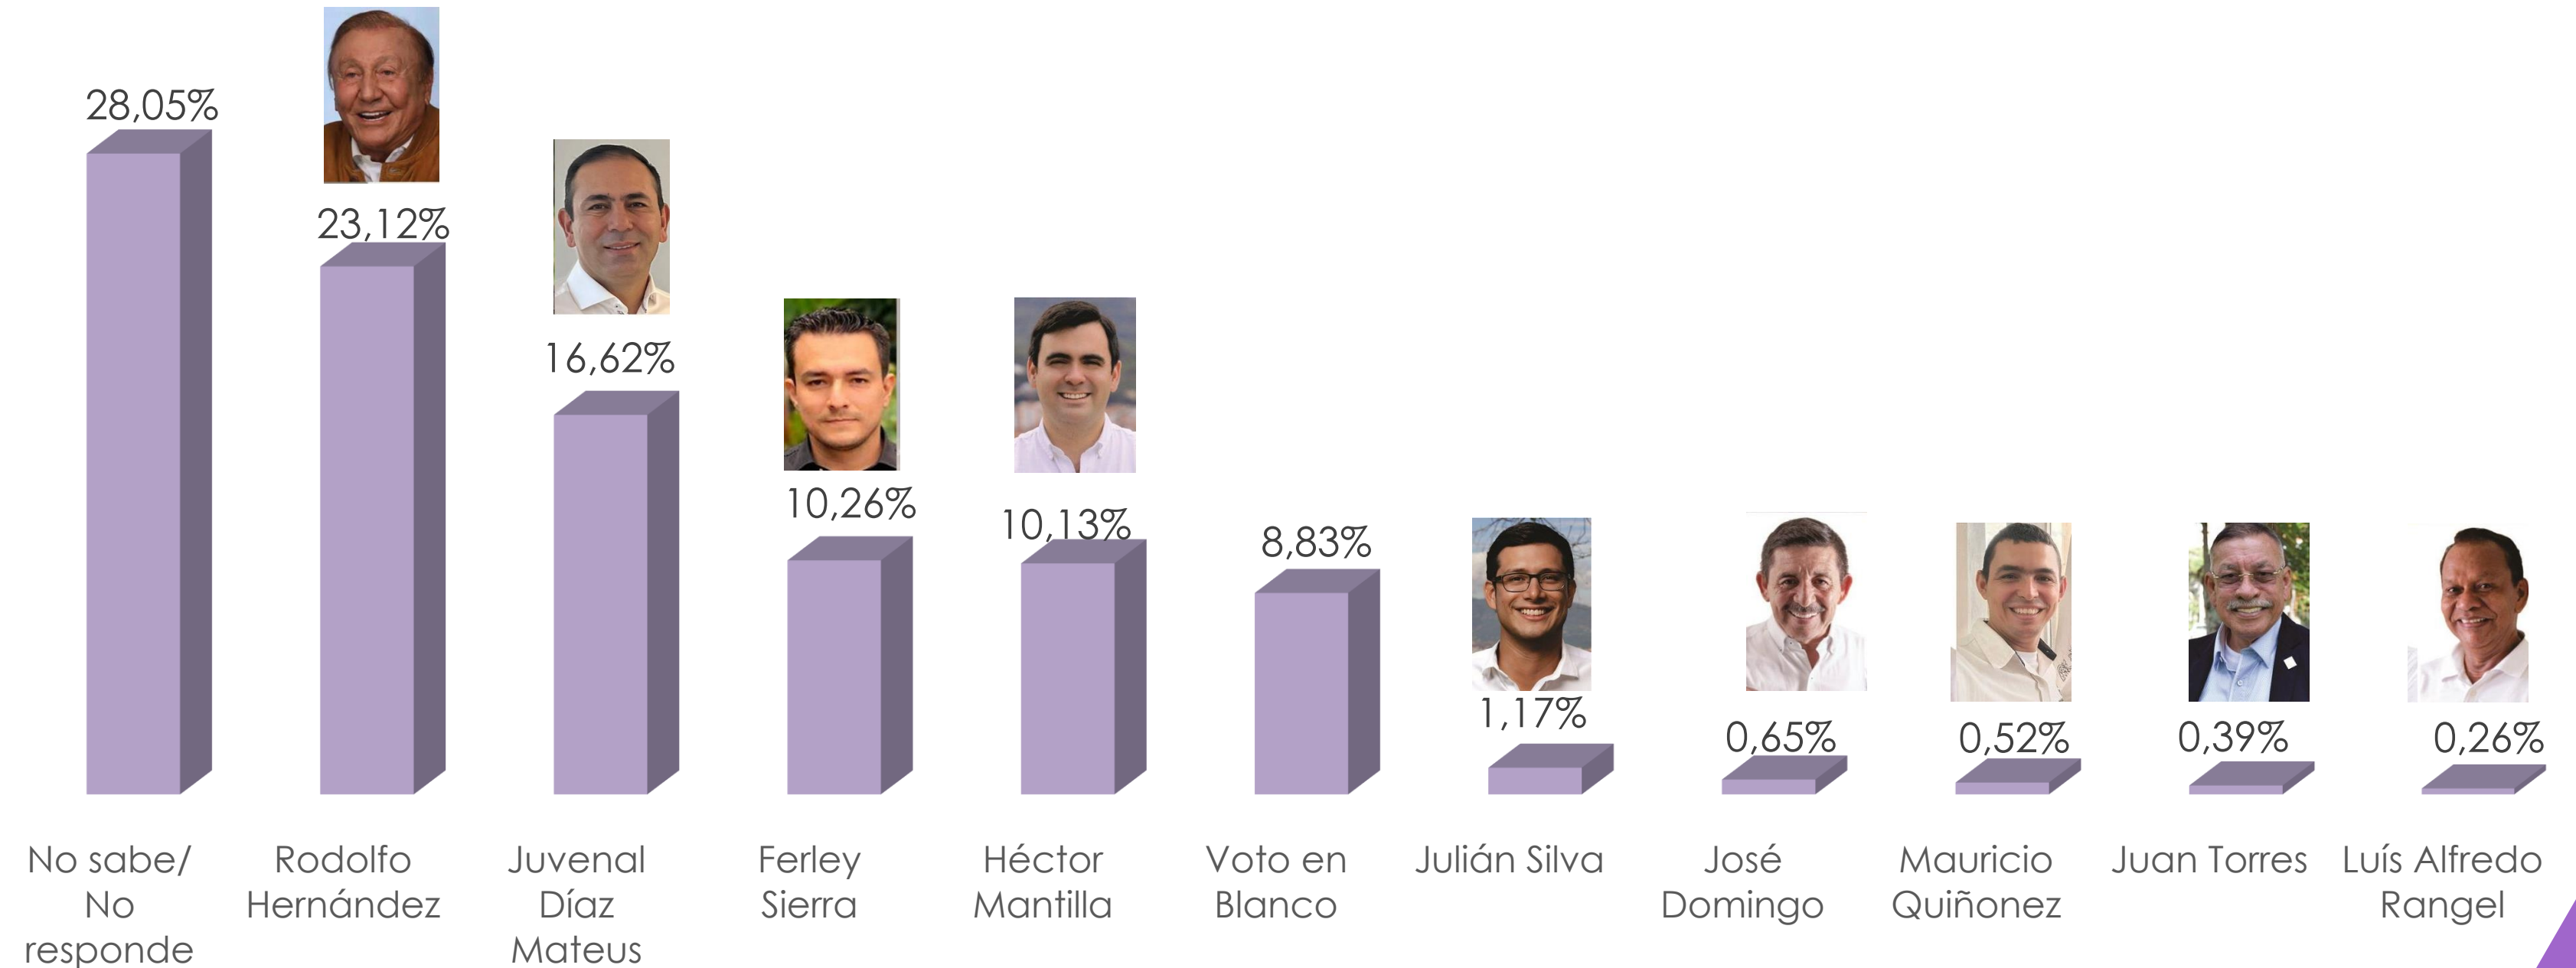 28,05%
23,12%
16,62%
10,26%
10,13%
8,83%
1,17%
0,65%
0,52%
0,39%
0,26%
No sabe/
No
responde
Rodolfo
Hernández
Juvenal
Díaz
Mateus
Ferley
Sierra
Héctor
Mantilla
Voto en
Blanco
Julián Silva
José
Domingo
Mauricio
Quiñonez
Juan Torres
Luís Alfredo
Rangel